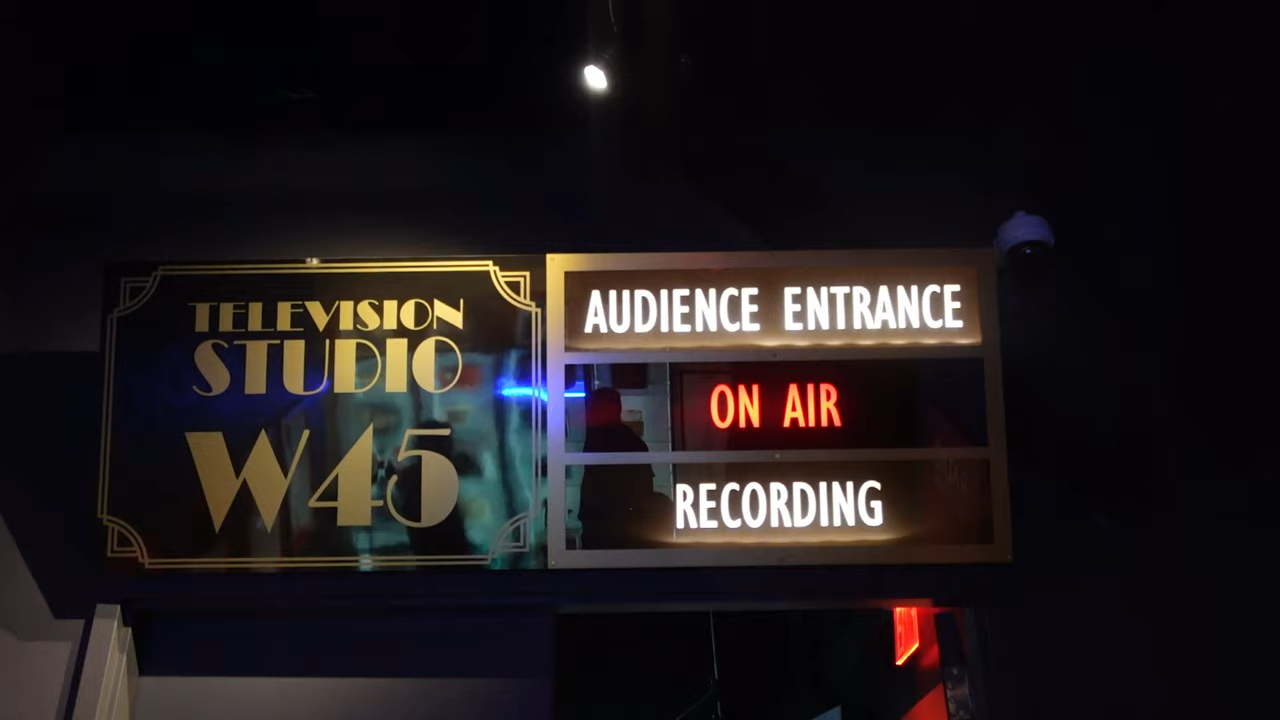 TELEVISION
STUDIO
W45
AUDIENCE ENTRANCE
ON AIR
RECORDING